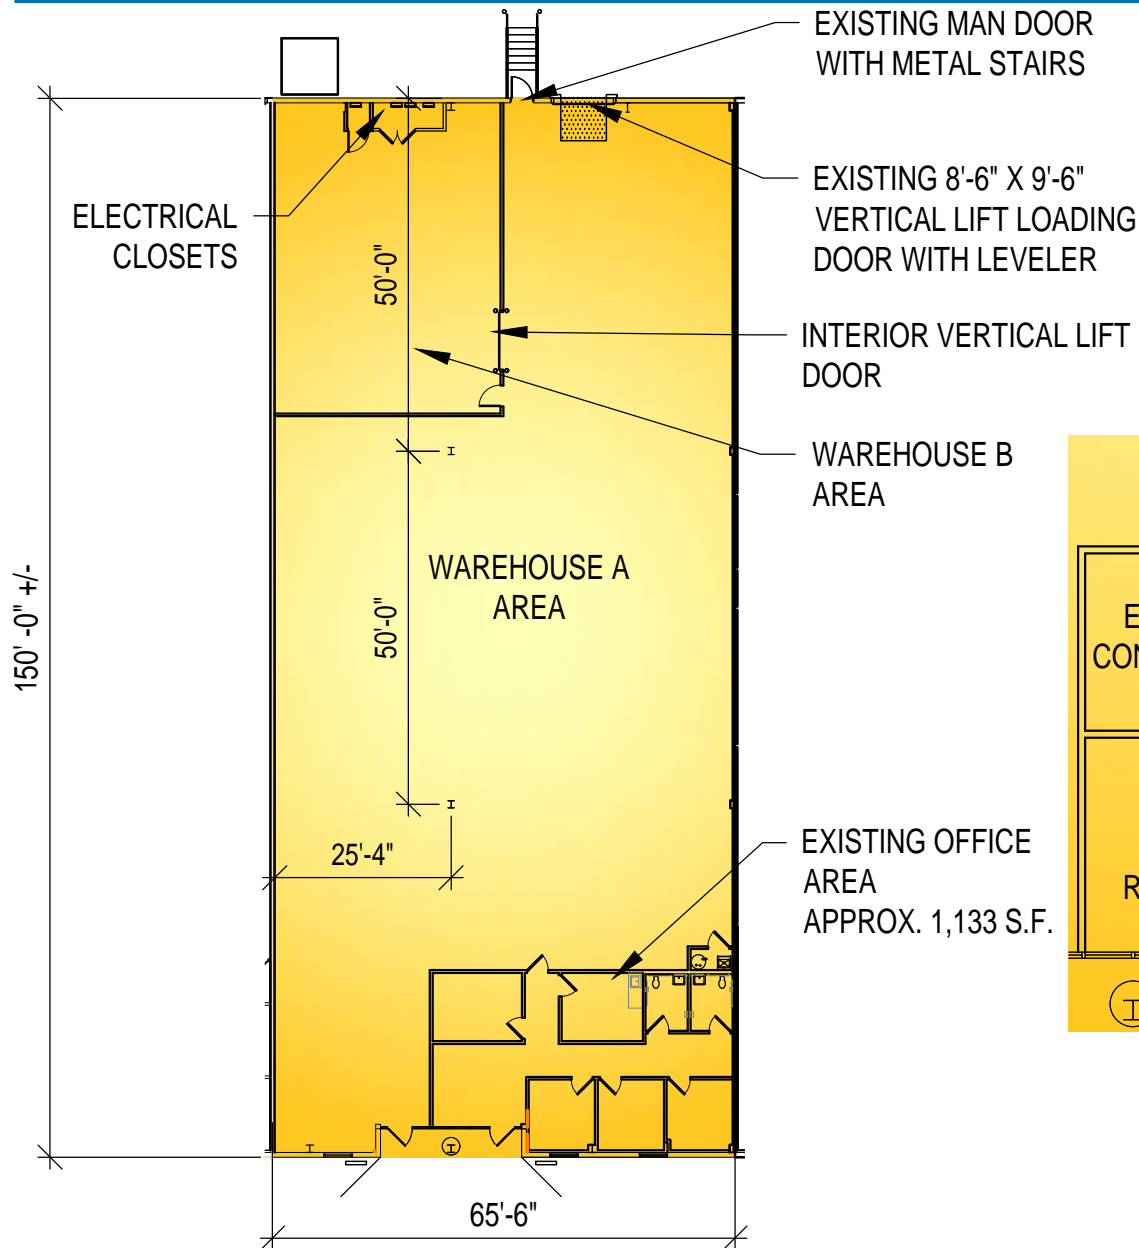 EXISTING MAN DOOR
WITH METAL STAIRS
EXISTING 8'-6" X 9'-6"
VERTICAL LIFT LOADING
DOOR WITH LEVELER
ELECTRICAL
CLOSETS
50'-0"
INTERIOR VERTICAL LIFT
DOOR
WAREHOUSE B
AREA
WAREHOUSE A
AREA
50'-0"
150' -0" +/-
E
CON
25'-4"
EXISTING OFFICE
AREA
APPROX. 1,133 S.F.
R
65'-6"